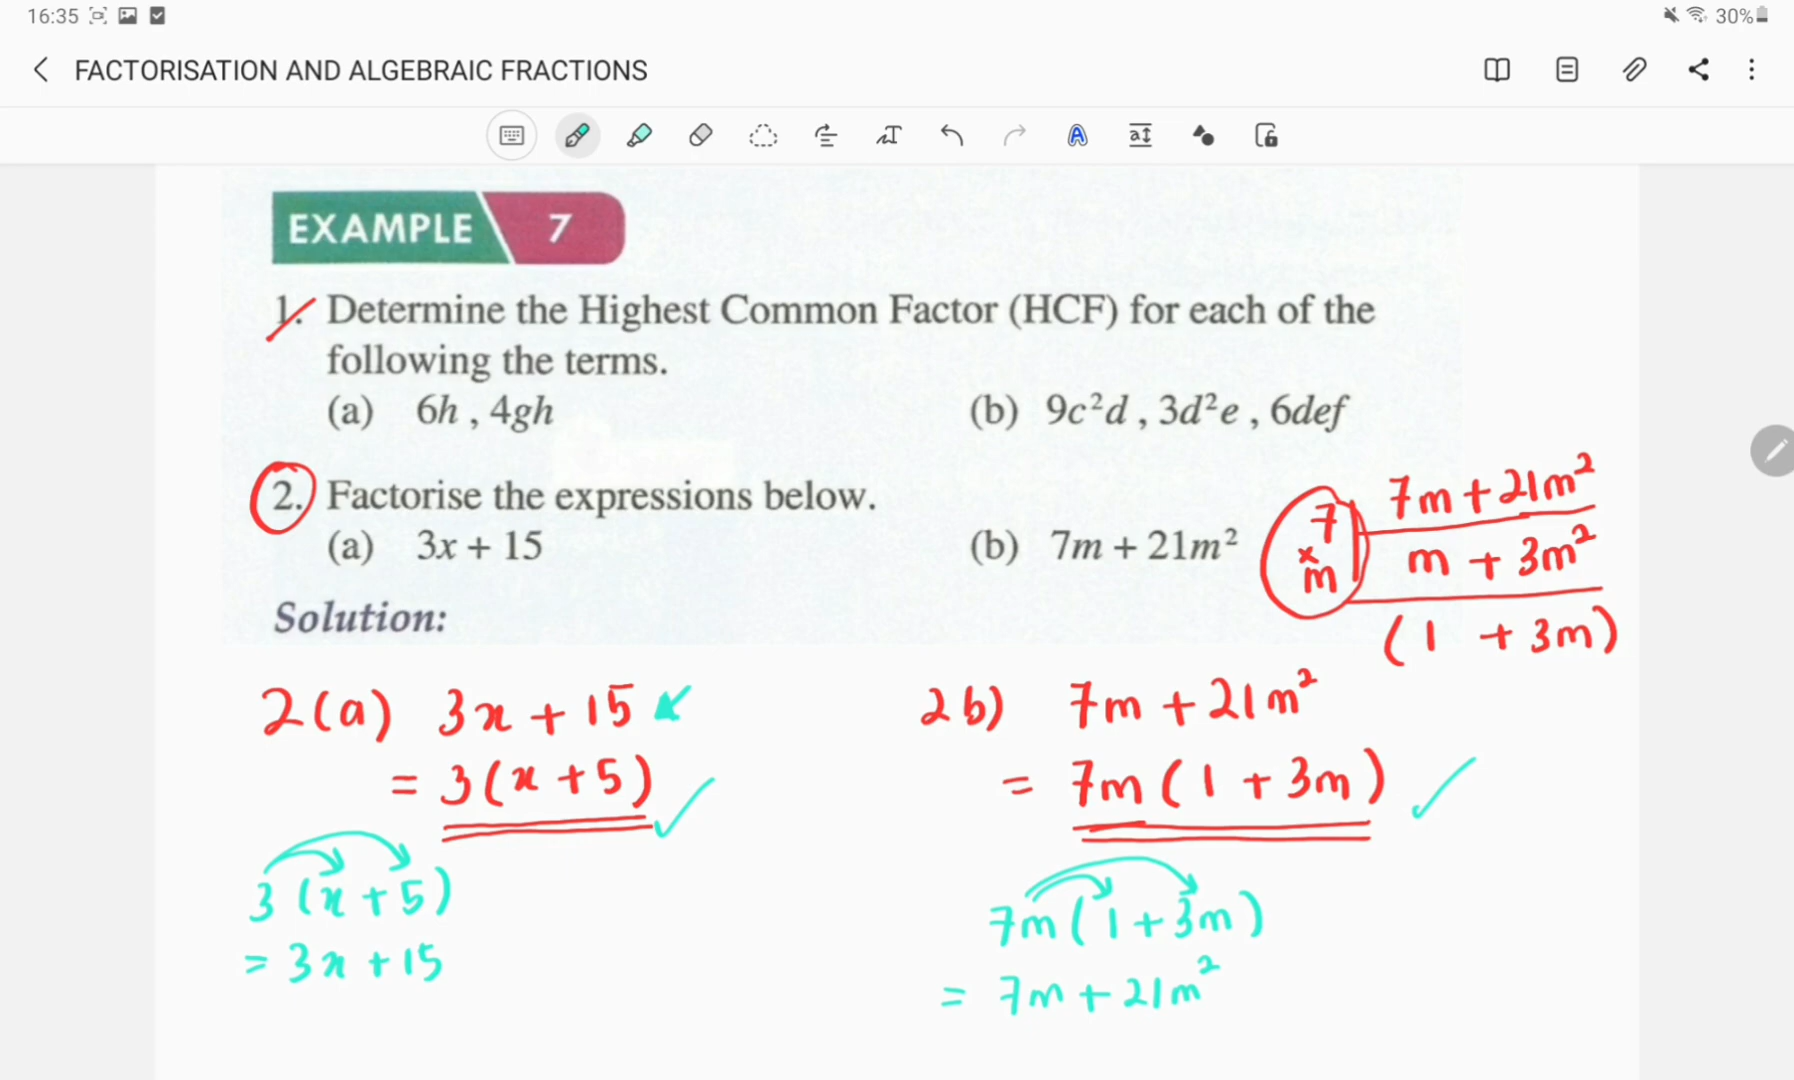 16:35
30%
FACTORISATION AND ALGEBRAIC FRACTIONS
EXAMPLE 7
1. Determine the Highest Common Factor (HCF) for each of the
following the terms.
(a) 6h , 4gh (b) 9c²d , 3d²e , 6def
2. Factorise the expressions below.
(a) 3x + 15 (b) 7m + 21m²
7 7m + 21m²
× m m + 3m²
(1 + 3m)
Solution:
2(a) 3x + 15
= 3(x + 5)
3(x + 5)
= 3x + 15
2b) 7m + 21m²
= 7m(1 + 3m)
7m(1 + 3m)
= 7m + 21m²